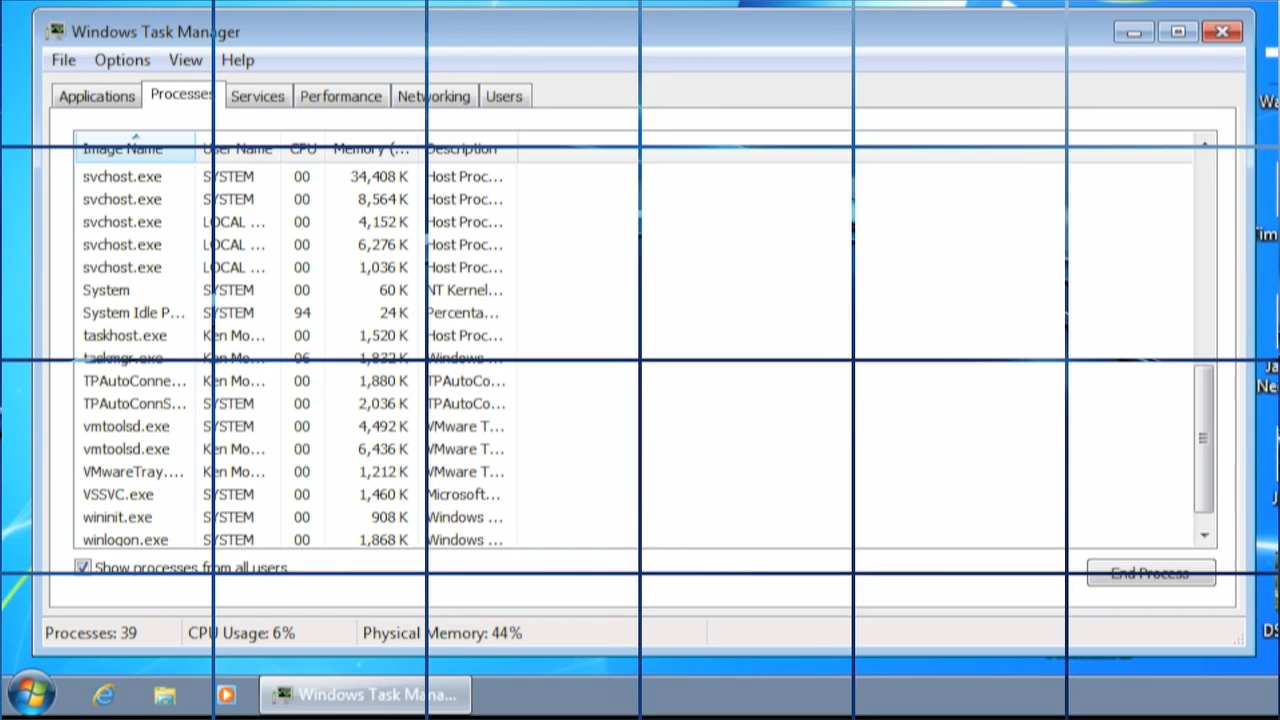 Windows Task Manager
File Options View Help
Applications Processes Services Performance Networking Users
Image Name User Name CPU Memory (... Description
svchost.exe SYSTEM 00 34,408 K Host Proc...
svchost.exe SYSTEM 00 8,564 K Host Proc...
svchost.exe LOCAL ... 00 4,152 K Host Proc...
svchost.exe LOCAL ... 00 6,276 K Host Proc...
svchost.exe LOCAL ... 00 1,036 K Host Proc...
System SYSTEM 00 60 K NT Kernel...
System Idle P... SYSTEM 94 24 K Percenta...
taskhost.exe Ken Mo... 00 1,520 K Host Proc...
taskmgr.exe Ken Mo... 06 1,832 K Windows ...
TPAutoConne... Ken Mo... 00 1,880 K TPAutoCo...
TPAutoConnS... SYSTEM 00 2,036 K TPAutoCo...
vmtoolsd.exe SYSTEM 00 4,492 K VMware T...
vmtoolsd.exe Ken Mo... 00 6,436 K VMware T...
VMwareTray.... Ken Mo... 00 1,212 K VMware T...
VSSVC.exe SYSTEM 00 1,460 K Microsoft...
wininit.exe SYSTEM 00 908 K Windows ...
winlogon.exe SYSTEM 00 1,868 K Windows ...
Show processes from all users
End Process
Processes: 39 CPU Usage: 6% Physical Memory: 44%
Windows Task Mana...